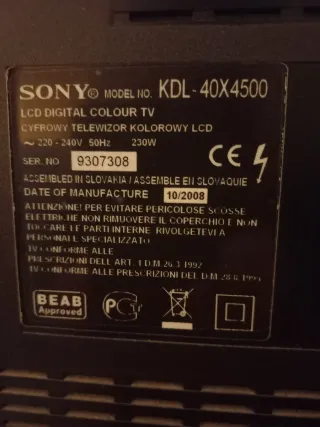 SONY® MODEL NO. KDL-40X4500
LCD DIGITAL COLOUR TV
CYFROWY TELEWIZOR KOLOROWY LCD
~ 220-240V 50Hz 230W
SER. NO 9307308
CE
ASSEMBLED IN SLOVAKIA / ASSEMBLE EN SLOVAQUIE
DATE OF MANUFACTURE 10/2008
ATTENZIONE! PER EVITARE PERICOLOSE SCOSSE
ELETTRICHE NON RIMUOVERE IL COPERCHIO E NON
TOCCARE LE PARTI INTERNE. RIVOLGETEVI A
PERSONALE SPECIALIZZATO
TV CONFORME ALLE
PRESCRIZIONI DELL'ART. 1 D.M. 26.3.1992
TV CONFORME ALLE PRESCRIZIONI DEL D.M. 28.8.1995
BEAB
Approved